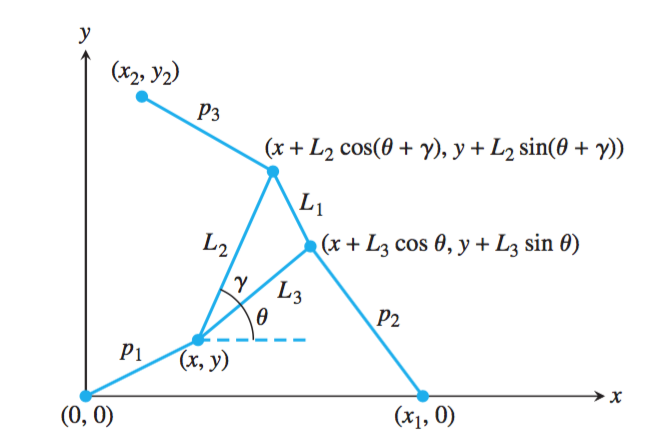 y
(x₂, y₂)
p₃
(x + L₂ cos(θ + γ), y + L₂ sin(θ + γ))
L₁
L₂
(x + L₃ cos θ, y + L₃ sin θ)
γ
L₃
θ
p₂
p₁
(x, y)
x
(0, 0)
(x₁, 0)